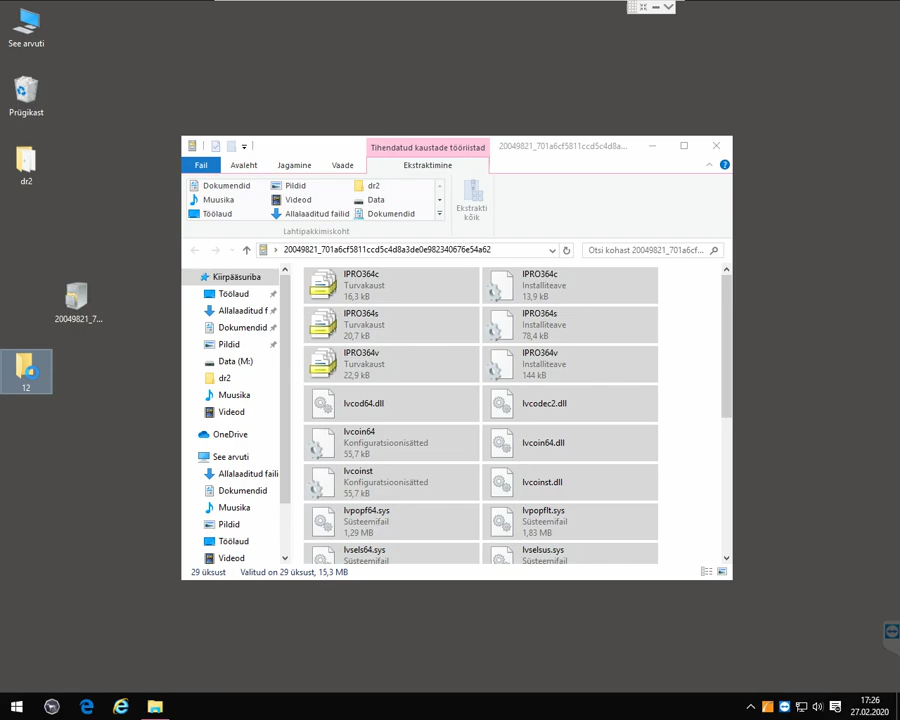 See arvuti
Prügikast
dr2
20049821_7...
12
Tihendatud kaustade tööriistad
20049821_701a6cf5811ccd5c4d8a...
Fail
Avaleht
Jagamine
Vaade
Ekstraktimine
Dokumendid
Pildid
dr2
Muusika
Videod
Data
Töölaud
Allalaaditud failid
Dokumendid
Ekstrakti
kõik
Lahtipakkimiskoht
20049821_701a6cf5811ccd5c4d8a3de0e982340676e54a62
Otsi kohast 20049821_701a6cf...
Kiirpääsuriba
Töölaud
Allalaaditud f
Dokumendid
Pildid
Data (M:)
dr2
Muusika
Videod
OneDrive
See arvuti
Allalaaditud faili
Dokumendid
Muusika
Pildid
Töölaud
Videod
IPRO364c
Turvakaust
16,3 kB
IPRO364c
Installiteave
13,9 kB
IPRO364s
Turvakaust
20,7 kB
IPRO364s
Installiteave
78,4 kB
IPRO364v
Turvakaust
22,9 kB
IPRO364v
Installiteave
144 kB
lvcod64.dll
lvcodec2.dll
lvcoin64
Konfiguratsioonisätted
55,7 kB
lvcoin64.dll
lvcoinst
Konfiguratsioonisätted
55,7 kB
lvcoinst.dll
lvpopf64.sys
Süsteemifail
1,29 MB
lvpopflt.sys
Süsteemifail
1,83 MB
lvsels64.sys
Süsteemifail
lvselsus.sys
Süsteemifail
29 üksust
Valitud on 29 üksust, 15,3 MB
17:26
27.02.2020